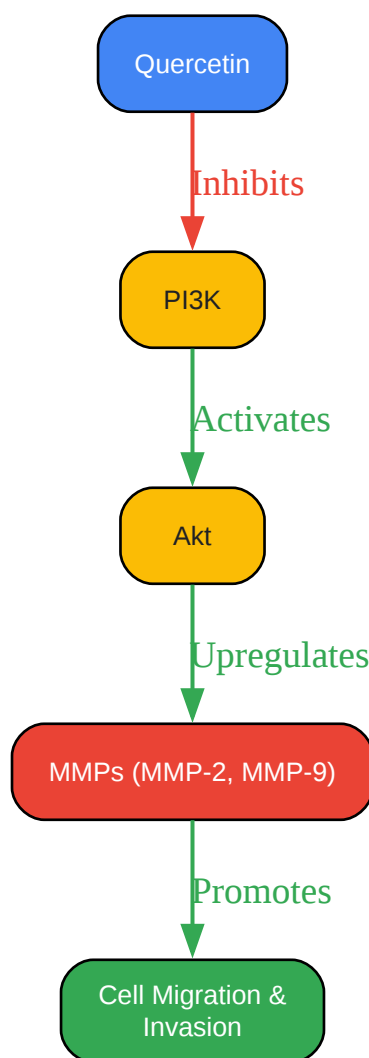 Quercetin
Inhibits
PI3K
Activates
Akt
Upregulates
MMPs (MMP-2, MMP-9)
Promotes
Cell Migration &
Invasion